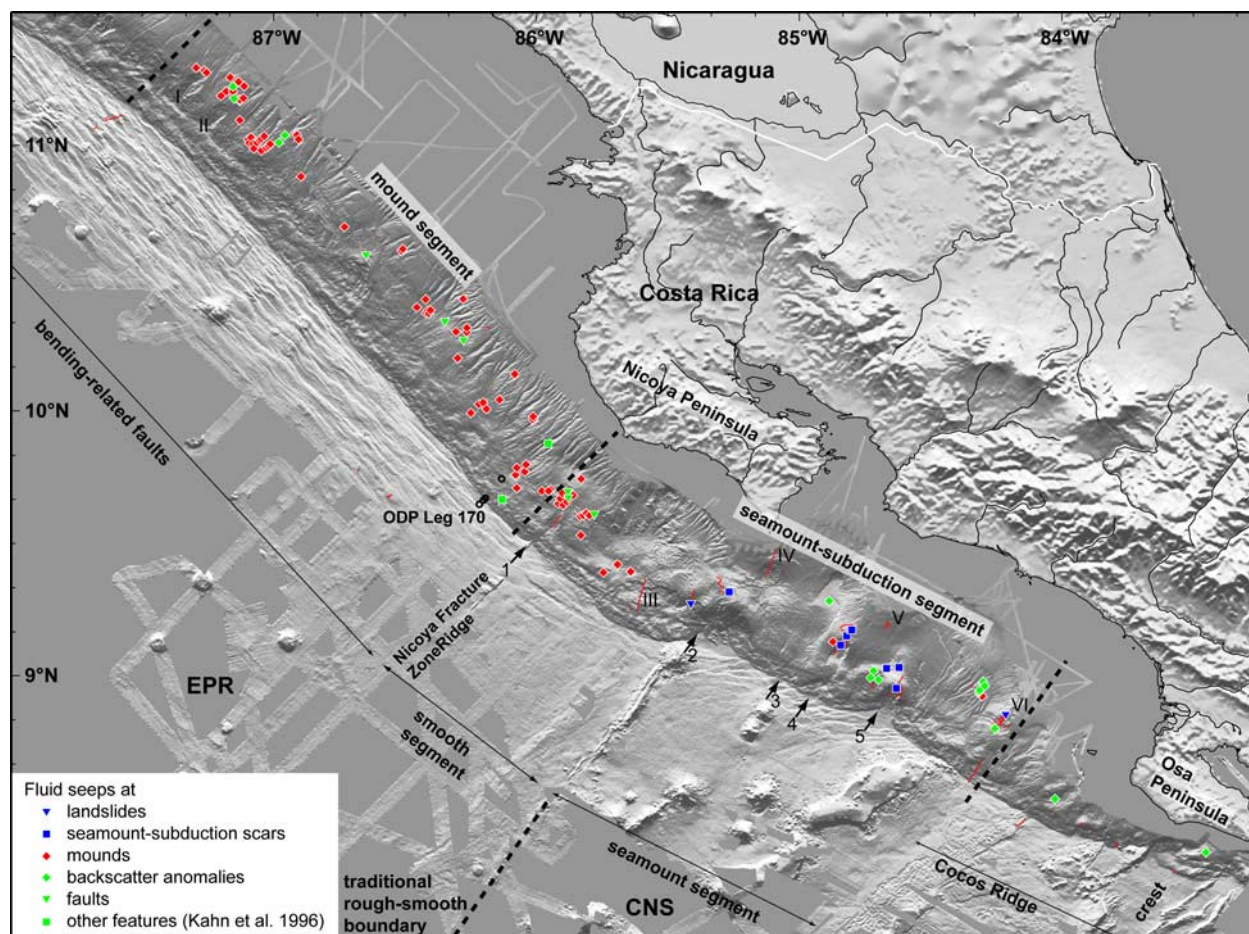 87°W
86°W
85°W
84°W
Nicaragua
I
II
11°N
mound segment
Costa Rica
bending-related faults
Nicoya Peninsula
10°N
ODP Leg 170
seamount-subduction segment
Nicoya Fracture
ZoneRidge
1
III
IV
V
VI
2
3
4
5
9°N
EPR
smooth
segment
Osa
Peninsula
Fluid seeps at
landslides
seamount-subduction scars
mounds
backscatter anomalies
faults
other features (Kahn et al. 1996)
traditional
rough-smooth
boundary
seamount segment
CNS
Cocos Ridge
crest